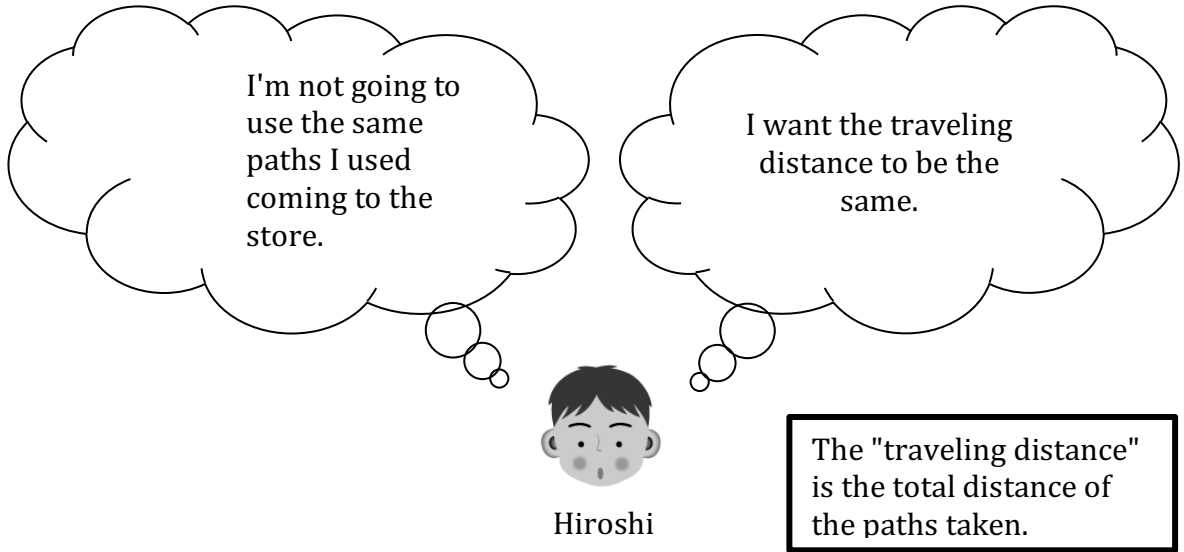 I'm not going to
use the same
paths I used
coming to the
store.
I want the traveling
distance to be the
same.
Hiroshi
The "traveling distance"
is the total distance of
the paths taken.